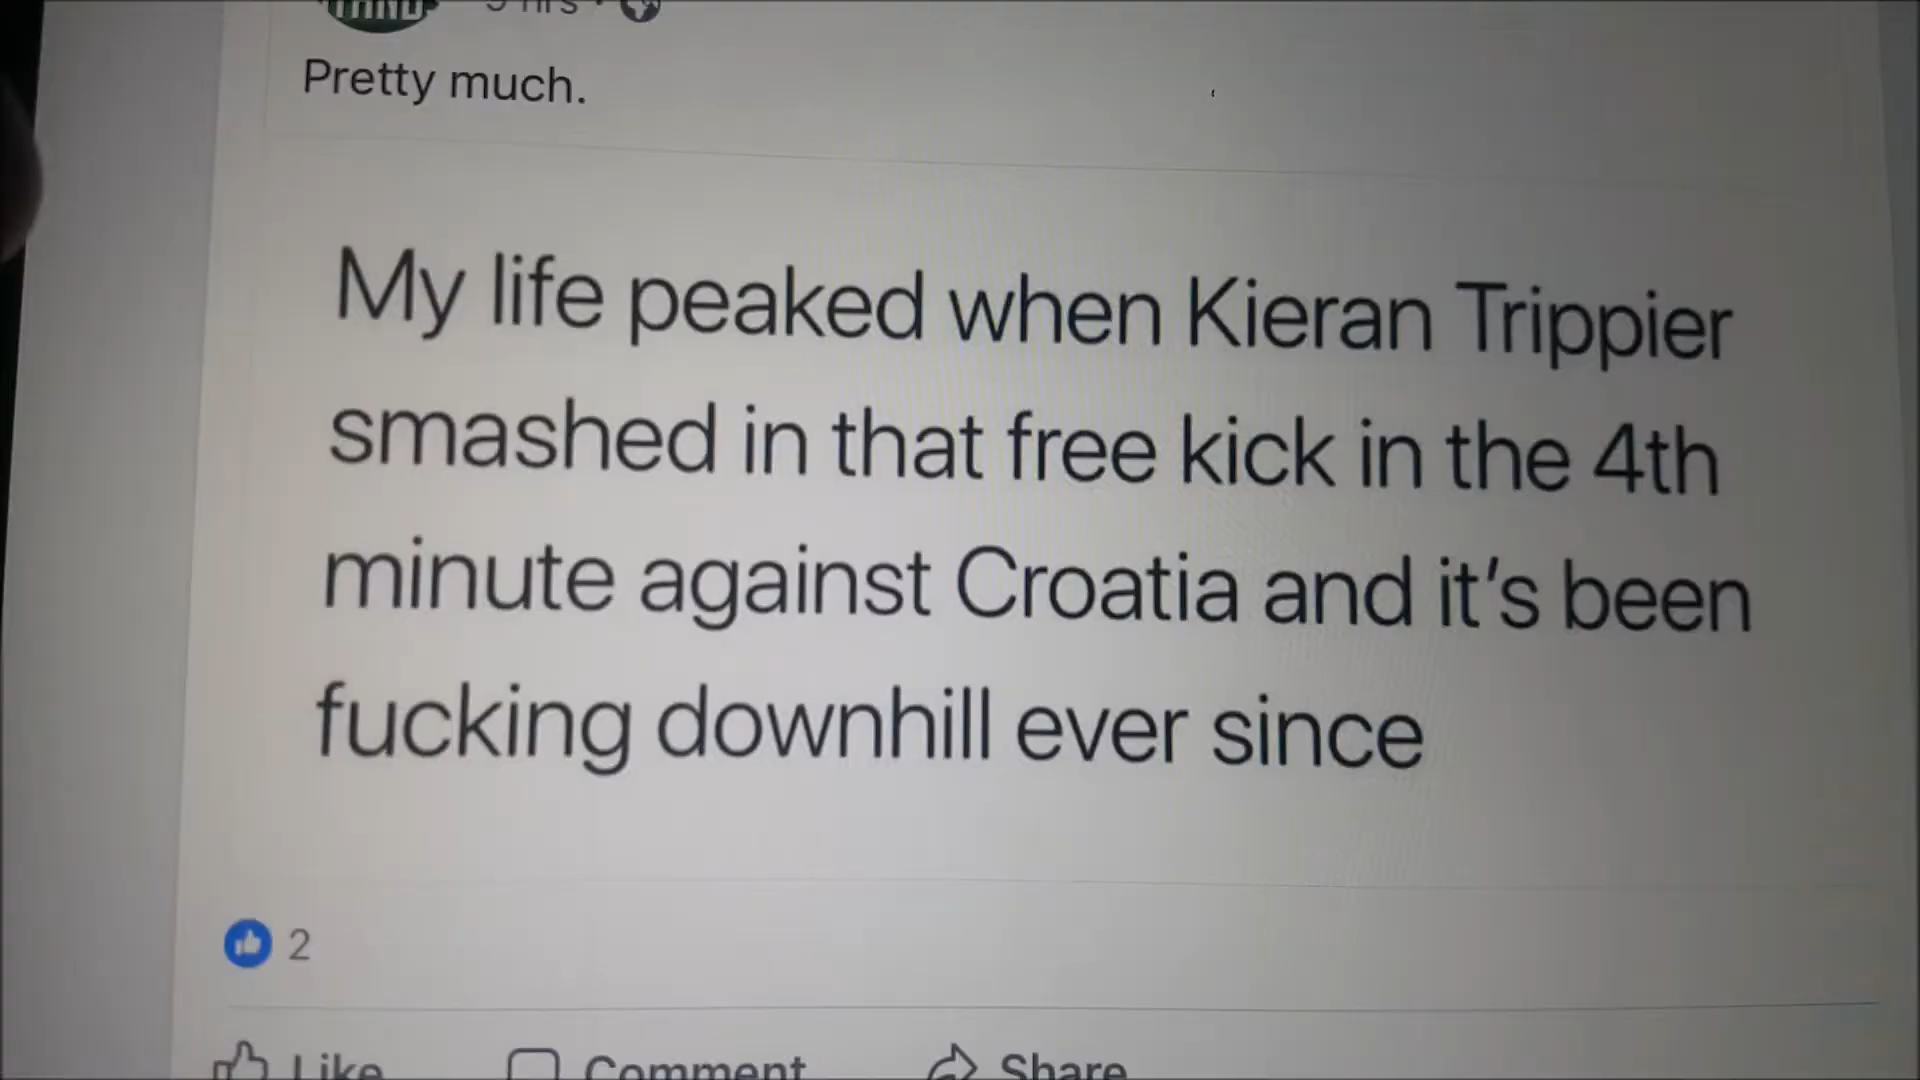 hrs
Pretty much.
My life peaked when Kieran Trippier
smashed in that free kick in the 4th
minute against Croatia and it's been
fucking downhill ever since
2
Like Comment Share